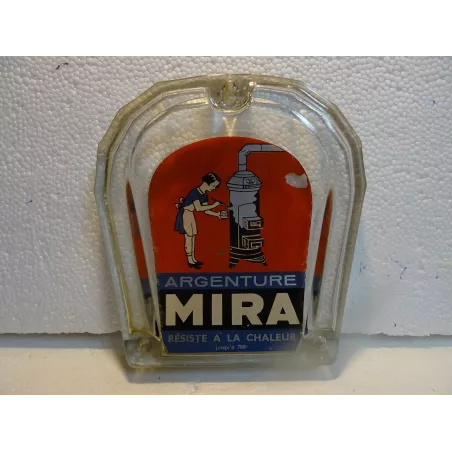 ARGENTURE
MIRA
RÉSISTE A LA CHALEUR